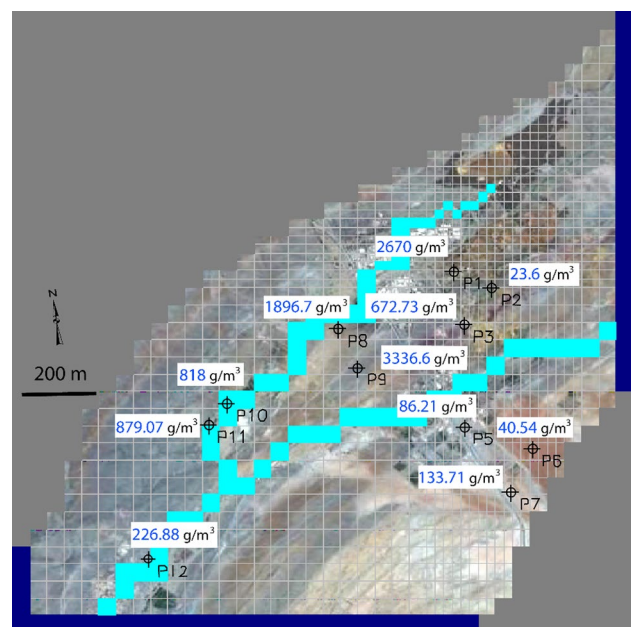 2670 g/m³
P1
23.6 g/m³
P2
1896.7 g/m³
672.73 g/m³
P3
P8
N
3336.6 g/m³
P9
200 m
818 g/m³
P10
86.21 g/m³
P5
879.07 g/m³
P11
40.54 g/m³
P6
133.71 g/m³
P7
226.88 g/m³
P12